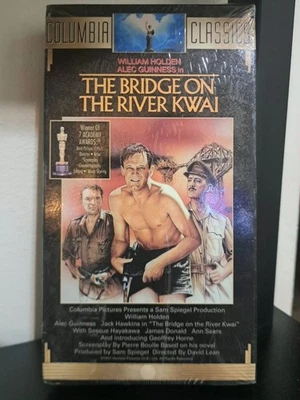 COLUMBIA CLASSICS
WILLIAM HOLDEN
ALEC GUINNESS in
THE BRIDGE ON
THE RIVER KWAI
Winner Of
7 ACADEMY
AWARDS
Columbia Pictures Presents a Sam Spiegel Production
William Holden
Alec Guinness Jack Hawkins in "The Bridge on the River Kwai"
With Sessue Hayakawa James Donald Ann Sears
And introducing Geoffrey Horne
Screenplay By Pierre Boulle Based on his novel
Produced by Sam Spiegel Directed By David Lean